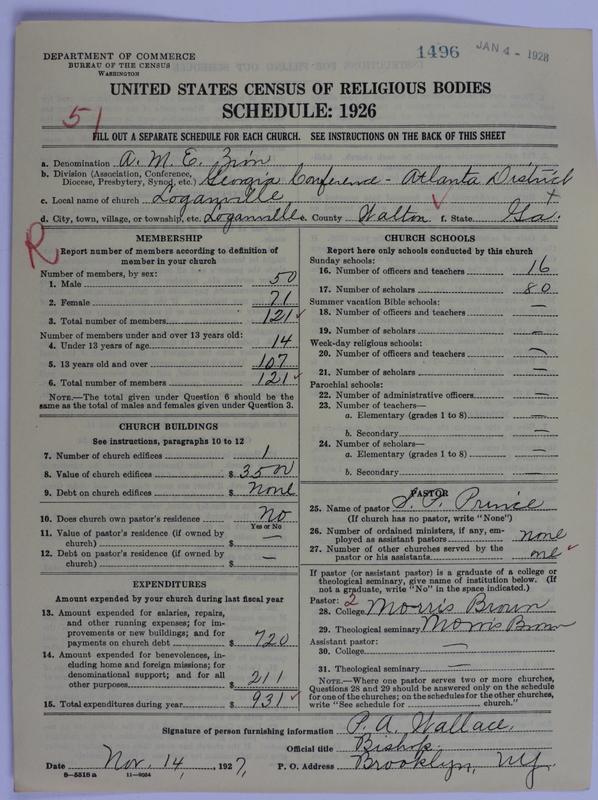 DEPARTMENT OF COMMERCE
BUREAU OF THE CENSUS
WASHINGTON
1496
JAN 4 - 1928
UNITED STATES CENSUS OF RELIGIOUS BODIES
SCHEDULE: 1926
51
FILL OUT A SEPARATE SCHEDULE FOR EACH CHURCH. SEE INSTRUCTIONS ON THE BACK OF THIS SHEET
a. Denomination A. M. E. Zion
b. Division (Association, Conference, Diocese, Presbytery, Synod, etc.) Georgia Conference - Atlanta District
c. Local name of church Loganville
d. City, town, village, or township, etc. Loganville e. County Walton f. State Ga.
R
MEMBERSHIP
Report number of members according to definition of member in your church
Number of members, by sex:
1. Male 50
2. Female 71
3. Total number of members 121
Number of members under and over 13 years old:
4. Under 13 years of age 14
5. 13 years old and over 107
6. Total number of members 121
NOTE.—The total given under Question 6 should be the same as the total of males and females given under Question 3.
CHURCH BUILDINGS
See instructions, paragraphs 10 to 12
7. Number of church edifices 1
8. Value of church edifices $ 3500
9. Debt on church edifices $ none
10. Does church own pastor's residence no
Yes or No
11. Value of pastor's residence (if owned by church) $ —
12. Debt on pastor's residence (if owned by church) $ —
EXPENDITURES
Amount expended by your church during last fiscal year
13. Amount expended for salaries, repairs, and other running expenses; for improvements or new buildings; and for payments on church debt $ 720
14. Amount expended for benevolences, including home and foreign missions; for denominational support; and for all other purposes $ 211
15. Total expenditures during year $ 931
CHURCH SCHOOLS
Report here only schools conducted by this church
Sunday schools:
16. Number of officers and teachers 16
17. Number of scholars 80
Summer vacation Bible schools:
18. Number of officers and teachers —
19. Number of scholars —
Week-day religious schools:
20. Number of officers and teachers —
21. Number of scholars —
Parochial schools:
22. Number of administrative officers —
23. Number of teachers—
a. Elementary (grades 1 to 8) —
b. Secondary —
24. Number of scholars—
a. Elementary (grades 1 to 8) —
b. Secondary —
PASTOR
25. Name of pastor Prince
(If church has no pastor, write "None")
26. Number of ordained ministers, if any, employed as assistant pastors none
27. Number of other churches served by the pastor or his assistants one
If pastor (or assistant pastor) is a graduate of a college or theological seminary, give name of institution below. (If not a graduate, write "No" in the space indicated.)
Pastor: 2
28. College Morris Brown
29. Theological seminary Morris Brown
Assistant pastor:
30. College —
31. Theological seminary —
NOTE.—Where one pastor serves two or more churches, Questions 28 and 29 should be answered only on the schedule for one of the churches; on the schedules for the other churches, write "See schedule for ........ church."
Signature of person furnishing information P. A. Wallace
Official title Bishop
Date Nov. 14, 1927, P. O. Address Brooklyn, NY
8—5518 a 11—9034